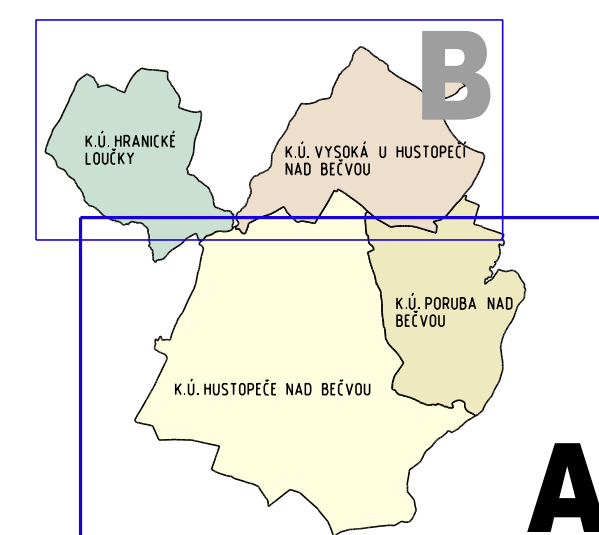 B
K.Ú. HRANICKÉ
LOUČKY
K.Ú. VYSOKÁ U HUSTOPEČÍ
NAD BEČVOU
K.Ú. PORUBA NAD
BEČVOU
K.Ú. HUSTOPEČE NAD BEČVOU
A